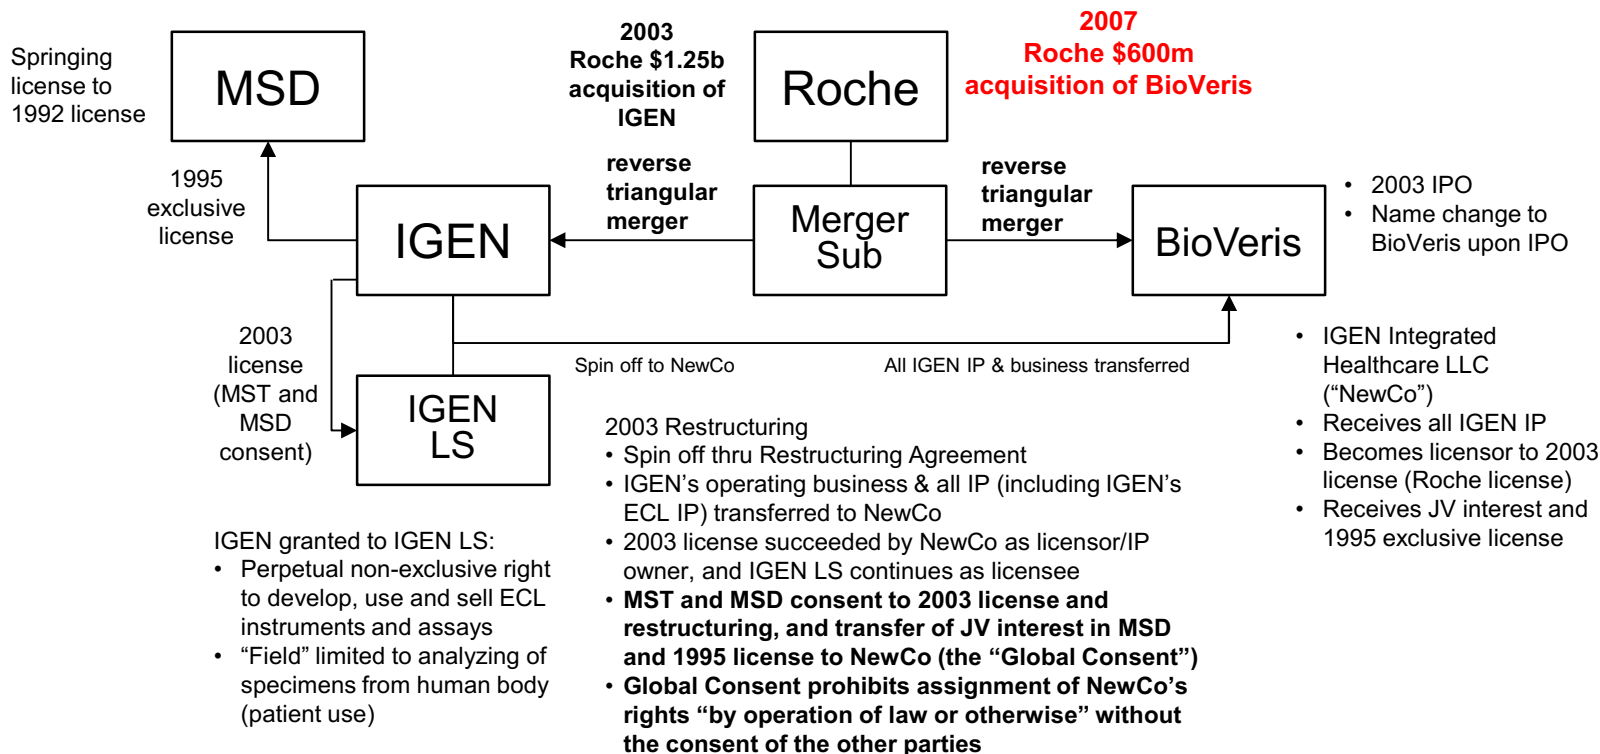 Springing
license to
1992 license
MSD
2003
Roche $1.25b
acquisition of
IGEN
Roche
2007
Roche $600m
acquisition of BioVeris
1995
exclusive
license
IGEN
reverse
triangular
merger
Merger
Sub
reverse
triangular
merger
BioVeris
• 2003 IPO
• Name change to
BioVeris upon IPO
2003
license
(MST and
MSD
consent)
IGEN
LS
Spin off to NewCo
All IGEN IP & business transferred
IGEN granted to IGEN LS:
• Perpetual non-exclusive right
to develop, use and sell ECL
instruments and assays
• “Field” limited to analyzing of
specimens from human body
(patient use)
2003 Restructuring
• Spin off thru Restructuring Agreement
• IGEN’s operating business & all IP (including IGEN’s
ECL IP) transferred to NewCo
• 2003 license succeeded by NewCo as licensor/IP
owner, and IGEN LS continues as licensee
• MST and MSD consent to 2003 license and
restructuring, and transfer of JV interest in MSD
and 1995 license to NewCo (the “Global Consent”)
• Global Consent prohibits assignment of NewCo’s
rights “by operation of law or otherwise” without
the consent of the other parties
• IGEN Integrated
Healthcare LLC
(“NewCo”)
• Receives all IGEN IP
• Becomes licensor to 2003
license (Roche license)
• Receives JV interest and
1995 exclusive license